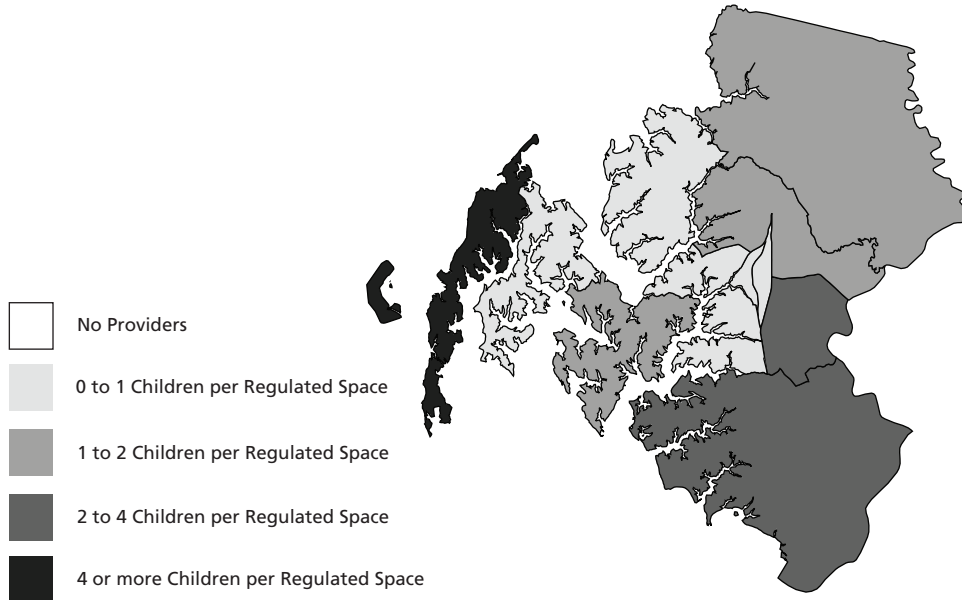 No Providers
0 to 1 Children per Regulated Space
1 to 2 Children per Regulated Space
2 to 4 Children per Regulated Space
4 or more Children per Regulated Space